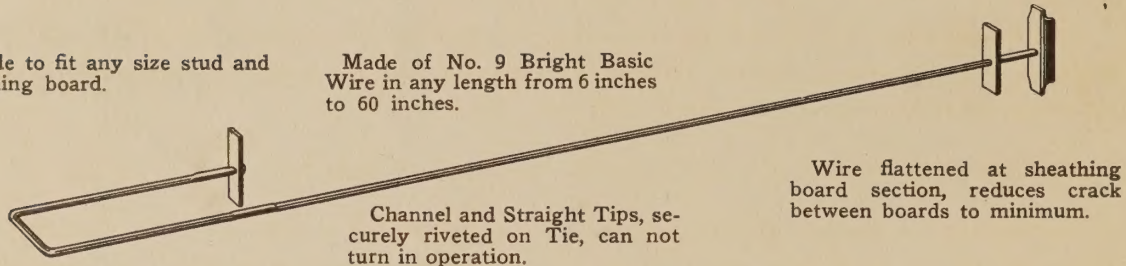 le to fit any size stud and
ing board.
Made of No. 9 Bright Basic
Wire in any length from 6 inches
to 60 inches.
Channel and Straight Tips, se-
curely riveted on Tie, can not
turn in operation.
Wire flattened at sheathing
board section, reduces crack
between boards to minimum.